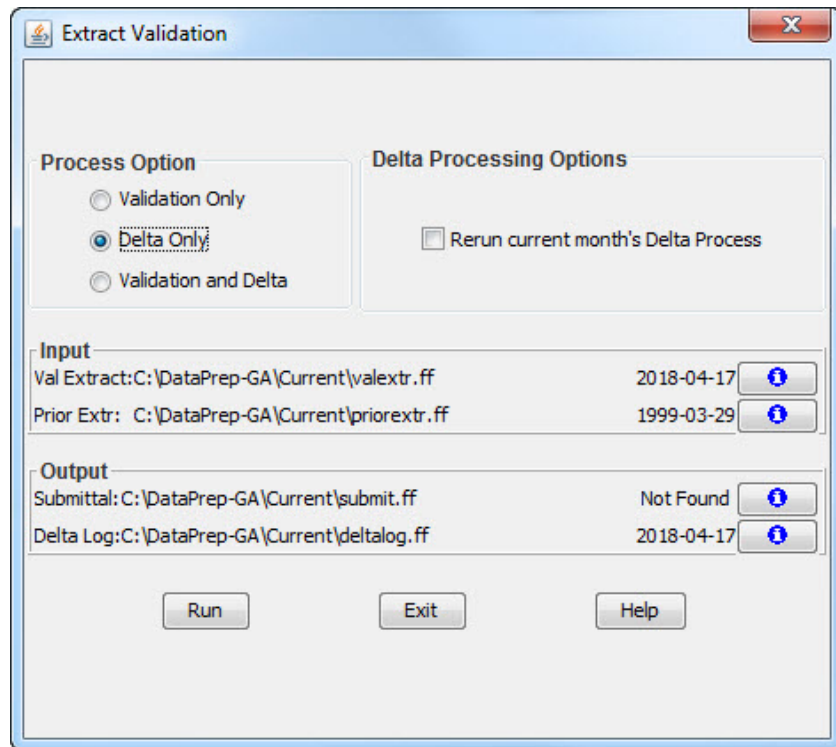 Extract Validation
Process Option
Delta Processing Options
Validation Only
Delta Only
Rerun current month's Delta Process
Validation and Delta
Input
Val Extract:C:\DataPrep-GA\Current\valextr.ff 2018-04-17
Prior Extr: C:\DataPrep-GA\Current\priorextr.ff 1999-03-29
Output
Submittal:C:\DataPrep-GA\Current\submit.ff Not Found
Delta Log:C:\DataPrep-GA\Current\deltalog.ff 2018-04-17
Run Exit Help